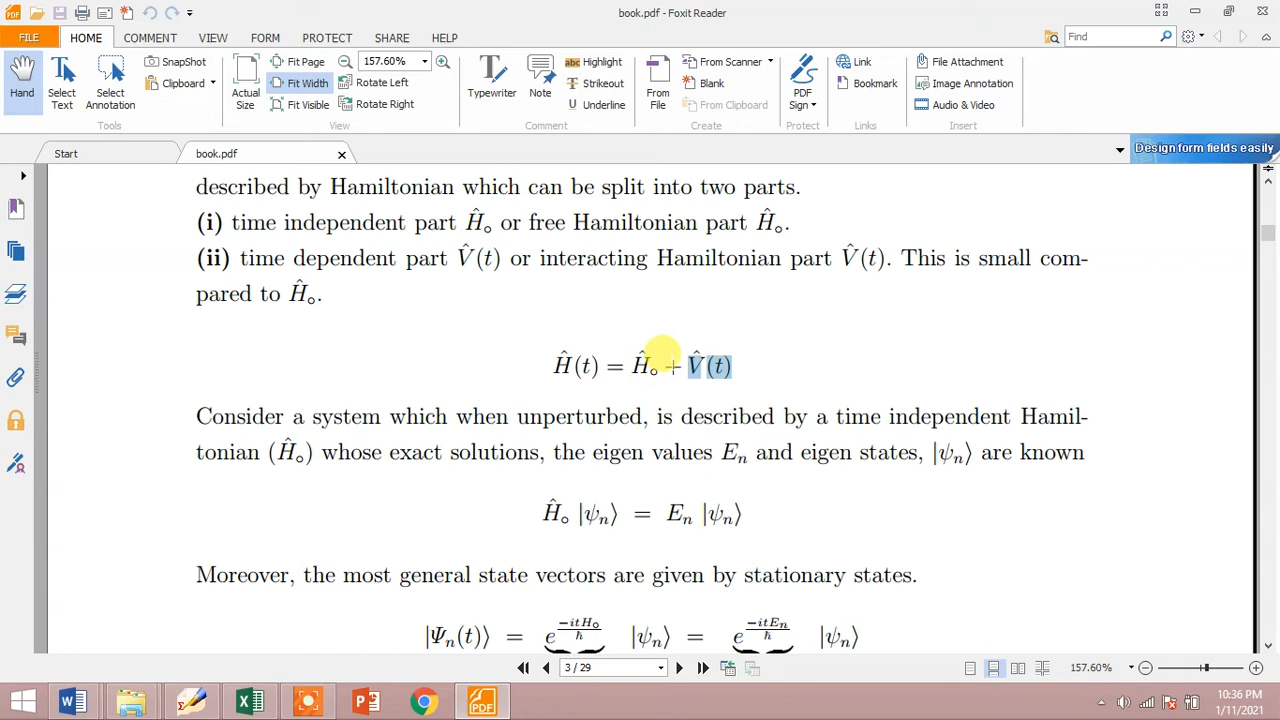 book.pdf - Foxit Reader
FILE HOME COMMENT VIEW FORM PROTECT SHARE HELP Find
Hand Select Text Select Annotation SnapShot Clipboard Tools
Actual Size Fit Page Fit Width Fit Visible 157.60% Rotate Left Rotate Right View
Typewriter Note Highlight Strikeout Underline Comment
From File From Scanner Blank From Clipboard Create
PDF Sign Protect
Link Bookmark Links
File Attachment Image Annotation Audio & Video Insert
Start book.pdf Design form fields easily
described by Hamiltonian which can be split into two parts.
(i) time independent part Ĥ∘ or free Hamiltonian part Ĥ∘.
(ii) time dependent part V̂(t) or interacting Hamiltonian part V̂(t). This is small com-
pared to Ĥ∘.
Ĥ(t) = Ĥ∘ + V̂(t)
Consider a system which when unperturbed, is described by a time independent Hamil-
tonian (Ĥ∘) whose exact solutions, the eigen values Eₙ and eigen states, |ψₙ⟩ are known
Ĥ∘ |ψₙ⟩ = Eₙ |ψₙ⟩
Moreover, the most general state vectors are given by stationary states.
|Ψₙ(t)⟩ = e^(-itH∘/ħ) |ψₙ⟩ = e^(-itEₙ/ħ) |ψₙ⟩
3 / 29 157.60%
10:36 PM
1/11/2021